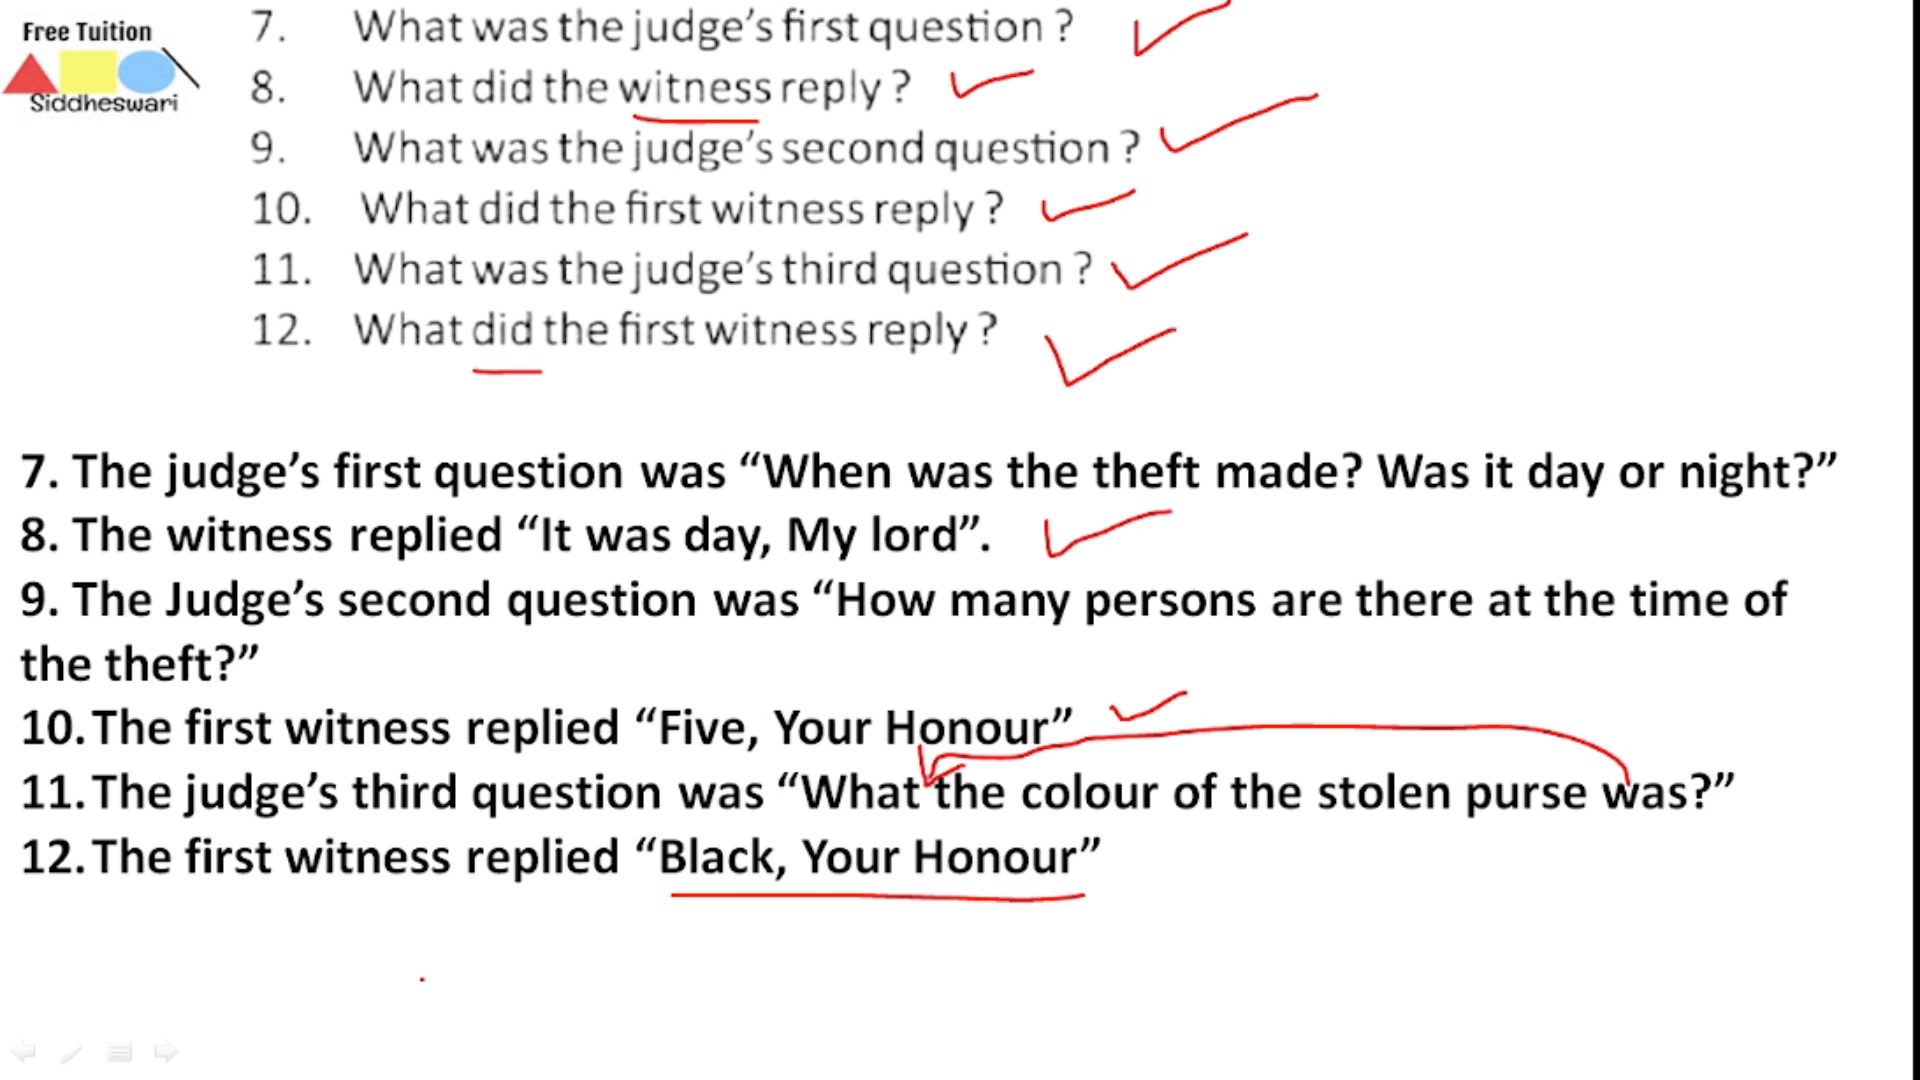 Free Tuition
Siddheswari
7. What was the judge’s first question ?
8. What did the witness reply ?
9. What was the judge’s second question ?
10. What did the first witness reply ?
11. What was the judge’s third question ?
12. What did the first witness reply ?
7. The judge’s first question was “When was the theft made? Was it day or night?”
8. The witness replied “It was day, My lord”.
9. The Judge’s second question was “How many persons are there at the time of
the theft?”
10. The first witness replied “Five, Your Honour”
11. The judge’s third question was “What the colour of the stolen purse was?”
12. The first witness replied “Black, Your Honour”